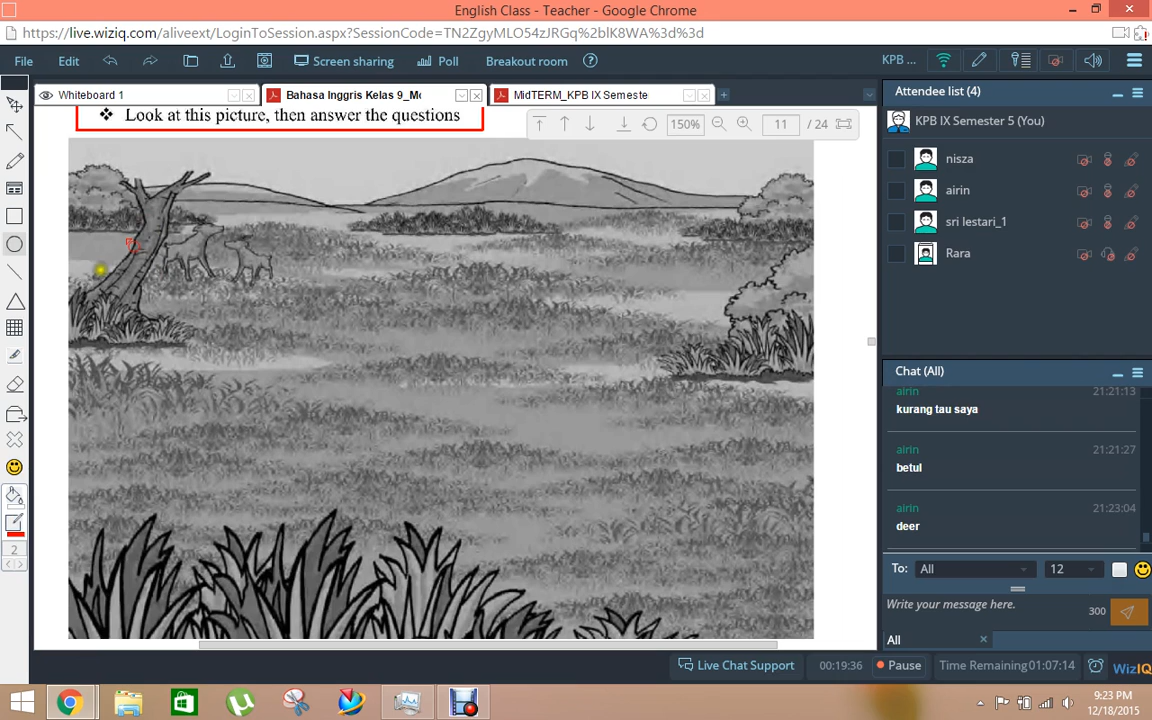 English Class - Teacher - Google Chrome
https://live.wiziq.com/aliveext/LoginToSession.aspx?SessionCode=TN2ZgyMLO54zJRGq%2blK8WA%3d%3d
File Edit Screen sharing Poll Breakout room ? KPB ...
Whiteboard 1 Bahasa Inggris Kelas 9_Mc MidTERM_KPB IX Semeste
Look at this picture, then answer the questions
150% 11 / 24
Attendee list (4)
KPB IX Semester 5 (You)
nisza
airin
sri lestari_1
Rara
2
Chat (All)
airin 21:21:13
kurang tau saya
airin 21:21:27
betul
airin 21:23:04
deer
To: All 12
Write your message here. 300
All
Live Chat Support 00:19:36 Pause Time Remaining 01:07:14 WizIQ
9:23 PM
12/18/2015